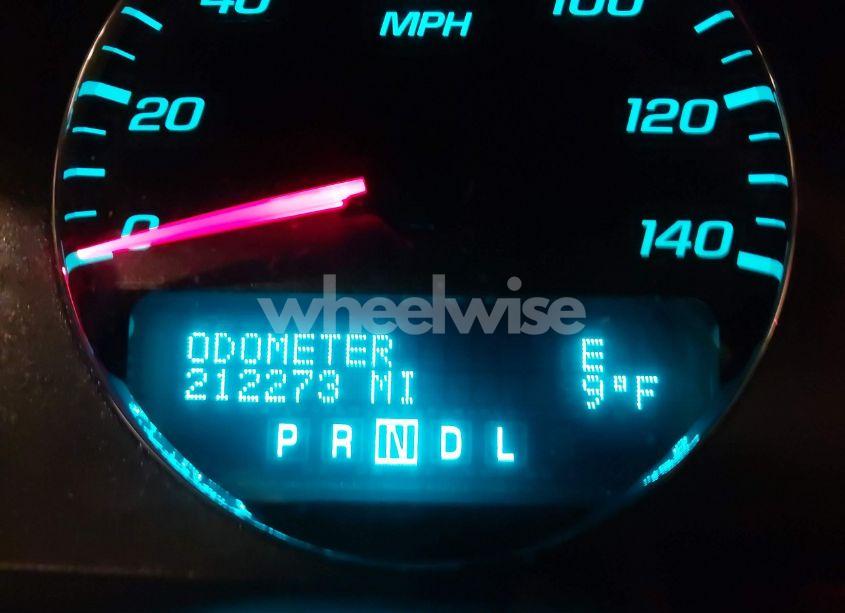 40 MPH 100
20 120
0 140
wheelwise
ODOMETER E
212273 MI 9°F
P R N D L